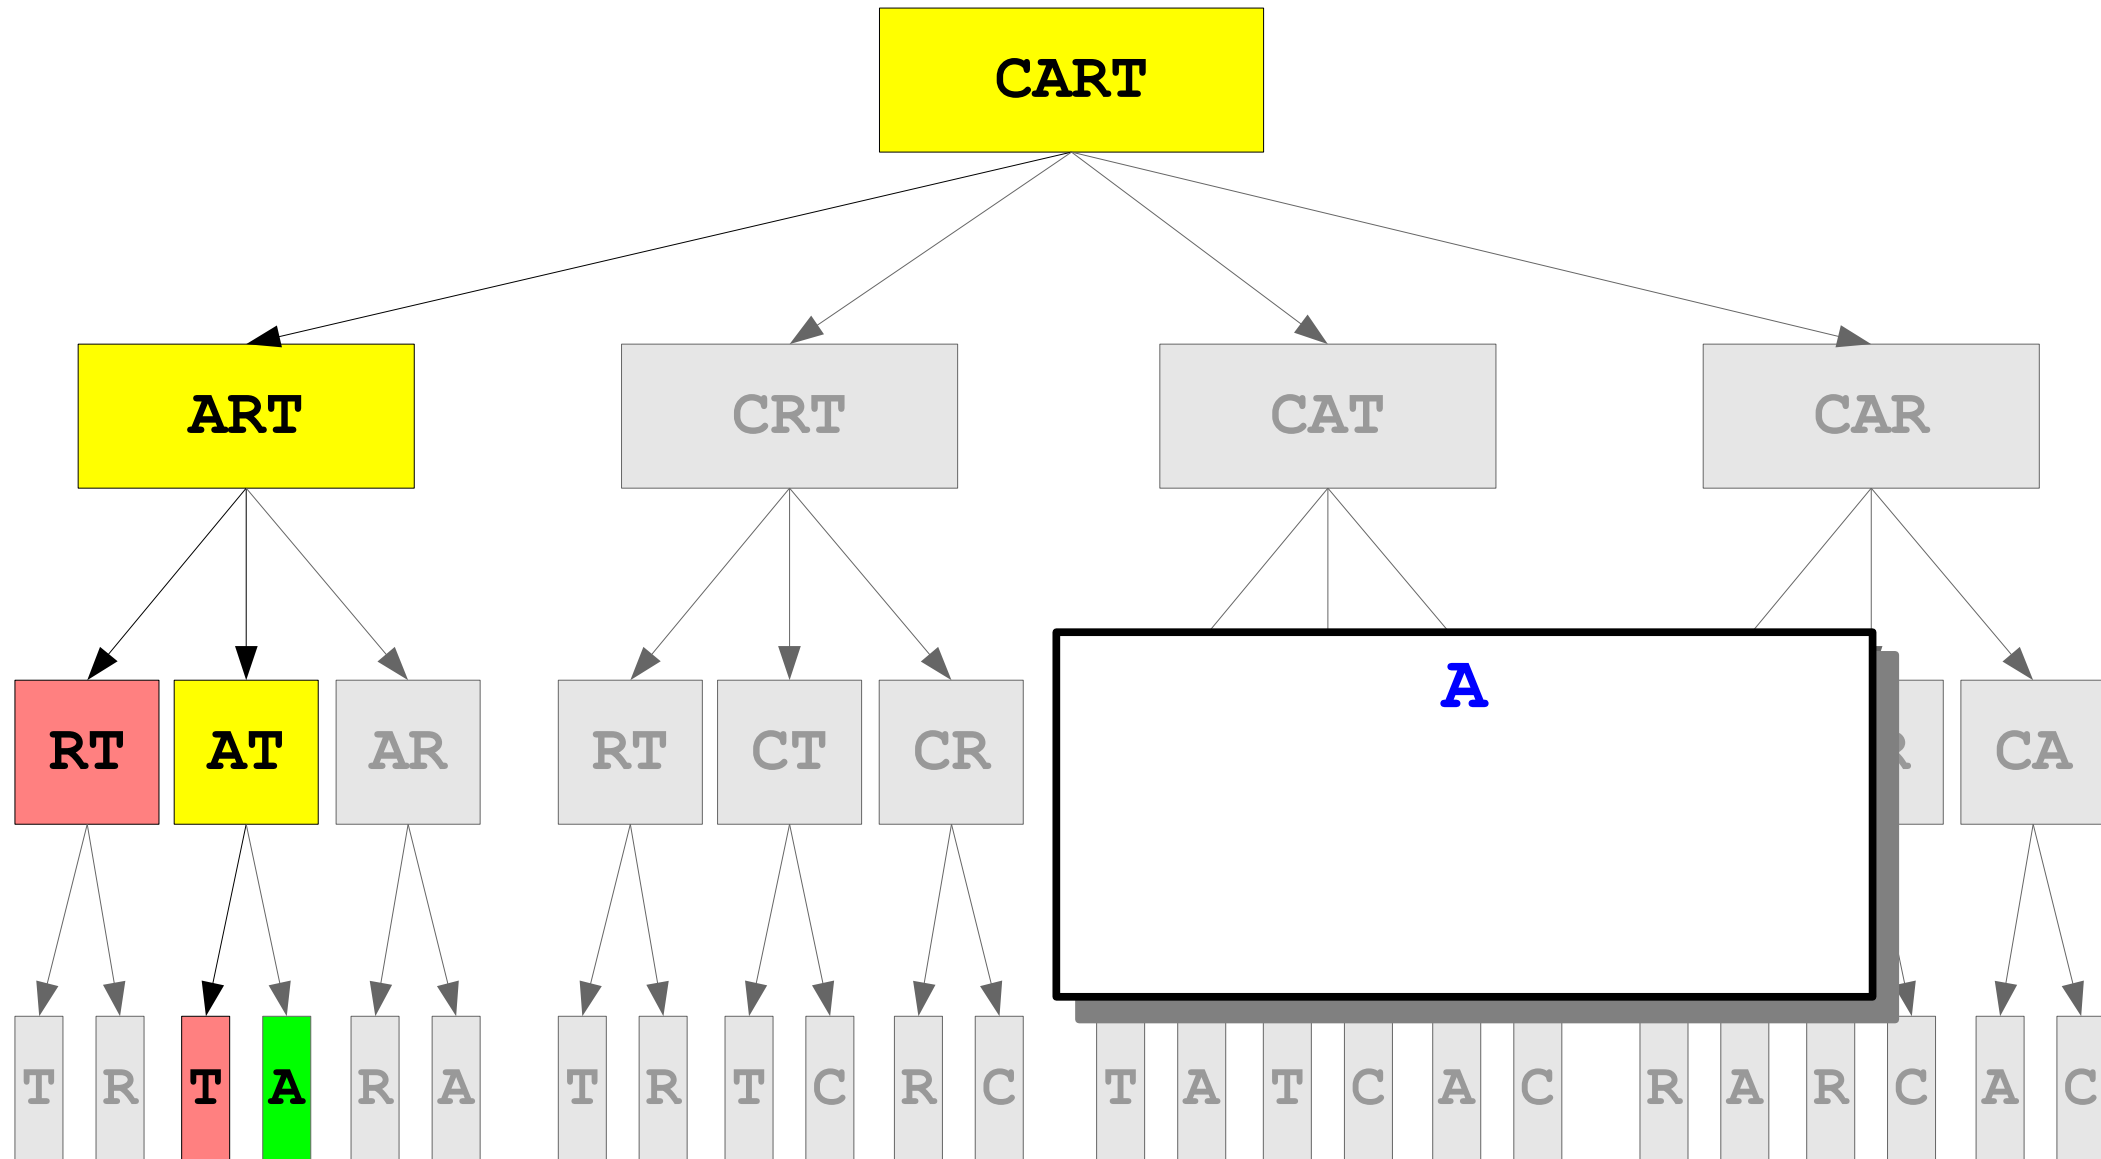 CART
ART CRT CAT CAR
A
RT AT AR RT CT CR R CA
T R T A R A T R T C R C T A T C A C R A R C A C